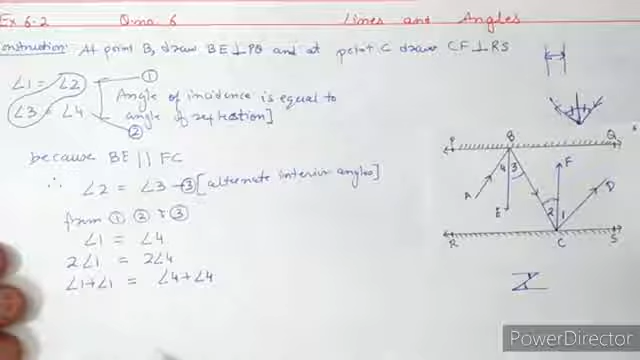 Ex 6.2 Q.no. 6 Lines and Angles
onstruction: At point B, draw BE⊥PQ and at point C draw CF⊥RS
∠1 = ∠2 ①
Angle of incidence is equal to
∠3 = ∠4 angle of reflection]
②
because BE || FC
∴ ∠2 = ∠3 -③ [alternate interior angles]
from ① ② & ③
∠1 = ∠4
2∠1 = 2∠4
∠1+∠1 = ∠4+∠4
P B Q
4 3 F
A D
E 2 1
R C S
PowerDirector